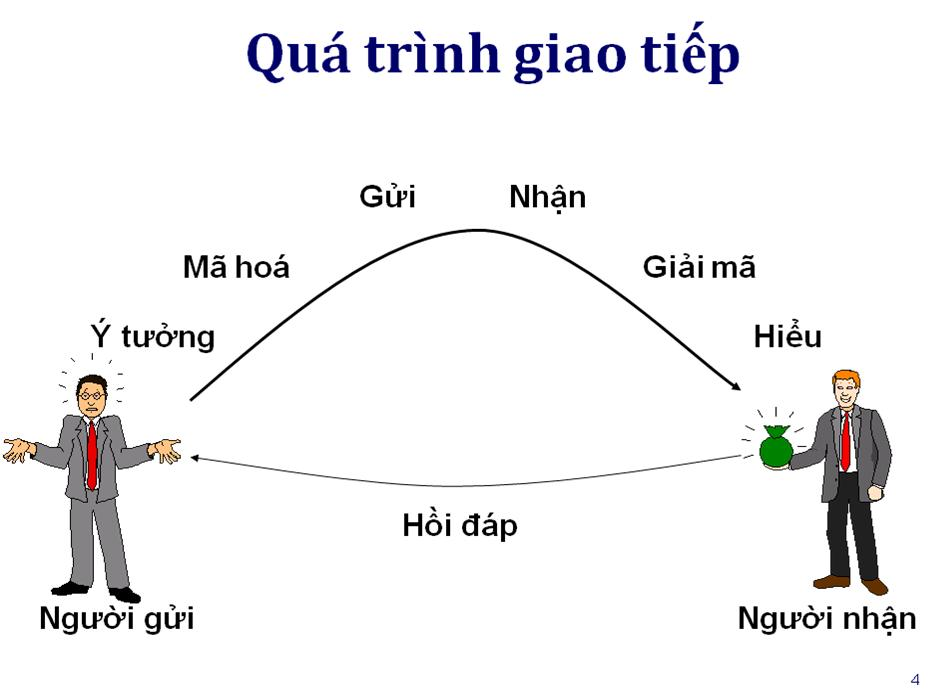 Quá trình giao tiếp
Gửi Nhận
Mã hoá Giải mã
Ý tưởng Hiểu
Hồi đáp
Người gửi Người nhận
4